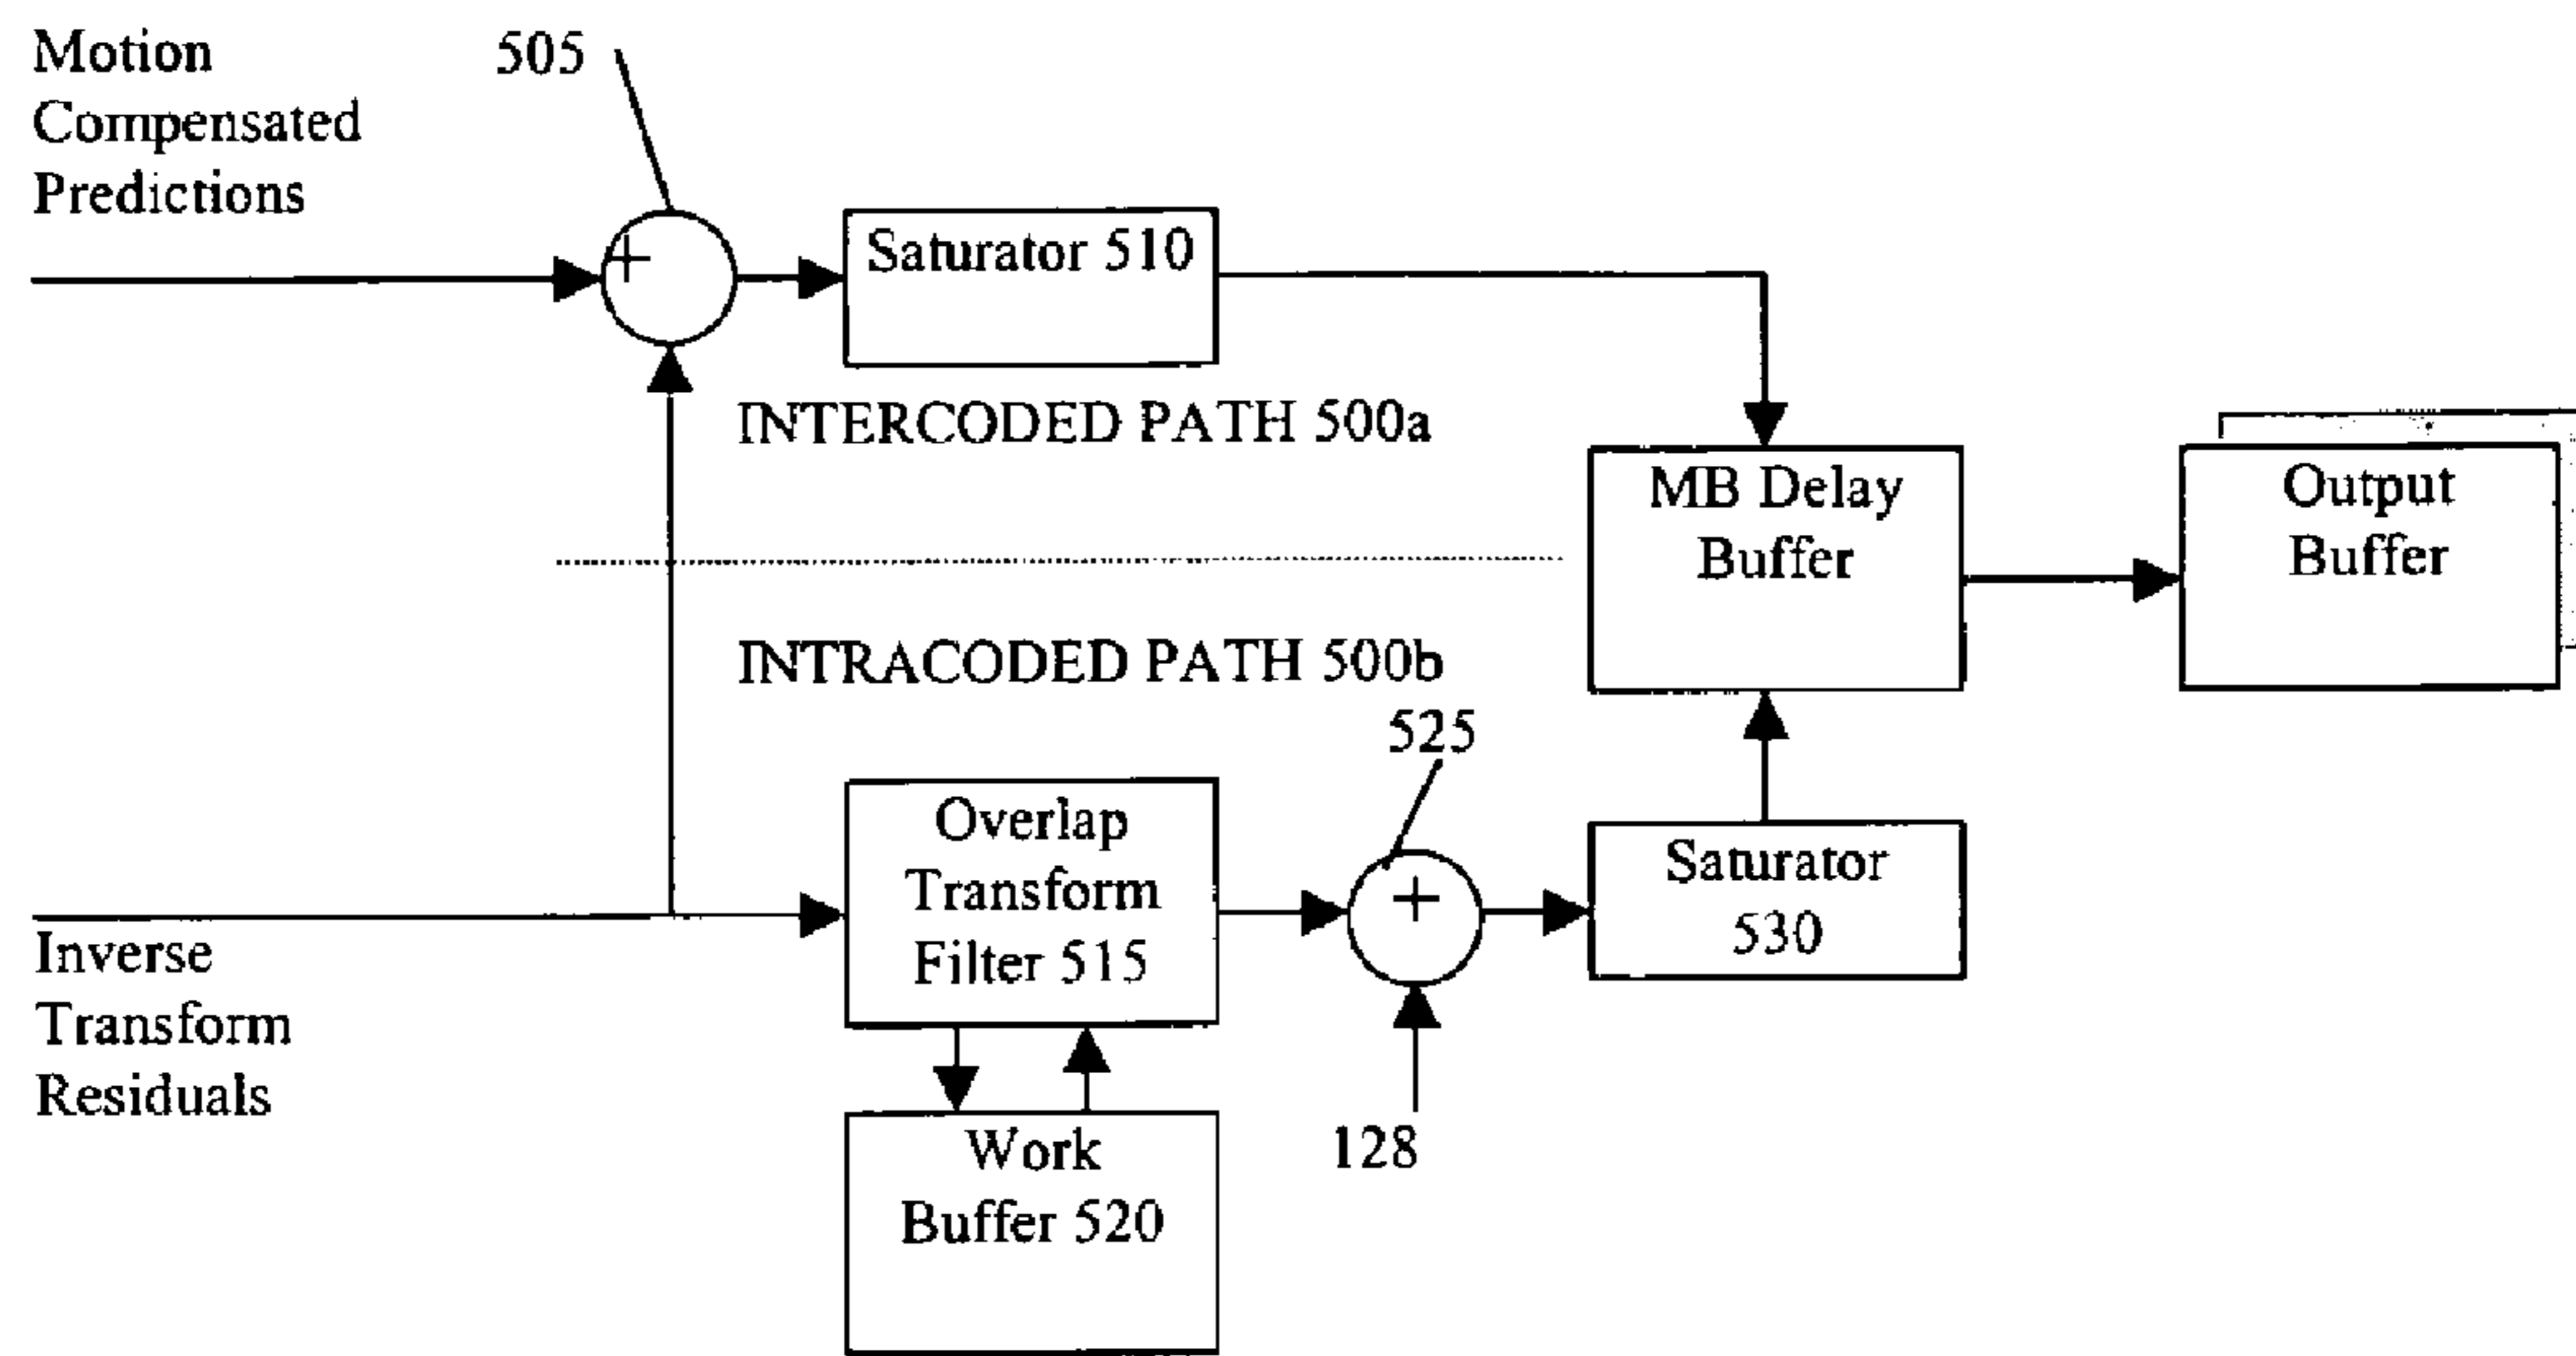 Motion
Compensated
Predictions
505
+
Saturator 510
INTERCODED PATH 500a
MB Delay
Buffer
Output
Buffer
INTRACODED PATH 500b
525
Overlap
Transform
Filter 515
+
Saturator
530
Inverse
Transform
Residuals
Work
Buffer 520
128